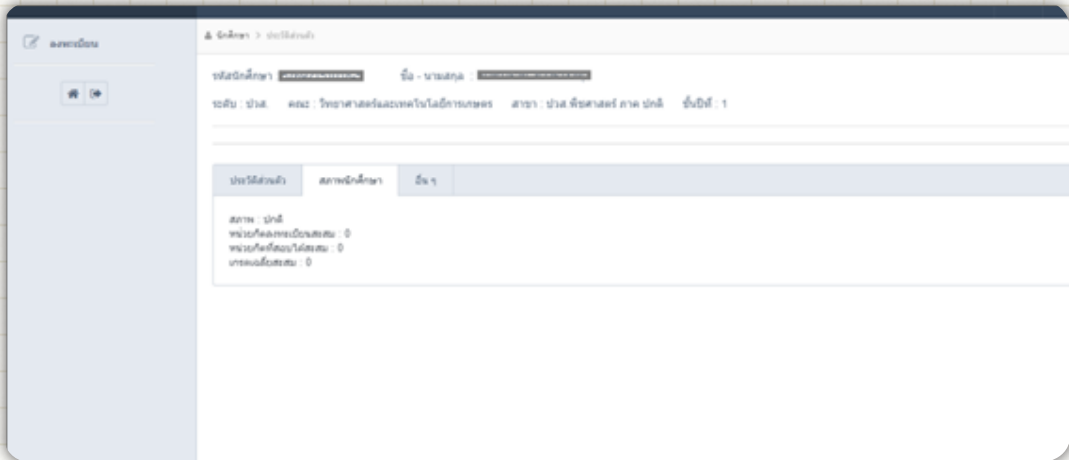 ลงทะเบียน
นักศึกษา > ประวัติส่วนตัว
รหัสนักศึกษา ชื่อ - นามสกุล :
ระดับ : ปวส. คณะ : วิทยาศาสตร์และเทคโนโลยีการเกษตร สาขา : ปวส.พืชศาสตร์ ภาค ปกติ ชั้นปีที่ : 1
ประวัติส่วนตัว สภาพนักศึกษา อื่น ๆ
สภาพ : ปกติ
หน่วยกิตลงทะเบียนสะสม : 0
หน่วยกิตที่สอบได้สะสม : 0
เกรดเฉลี่ยสะสม : 0